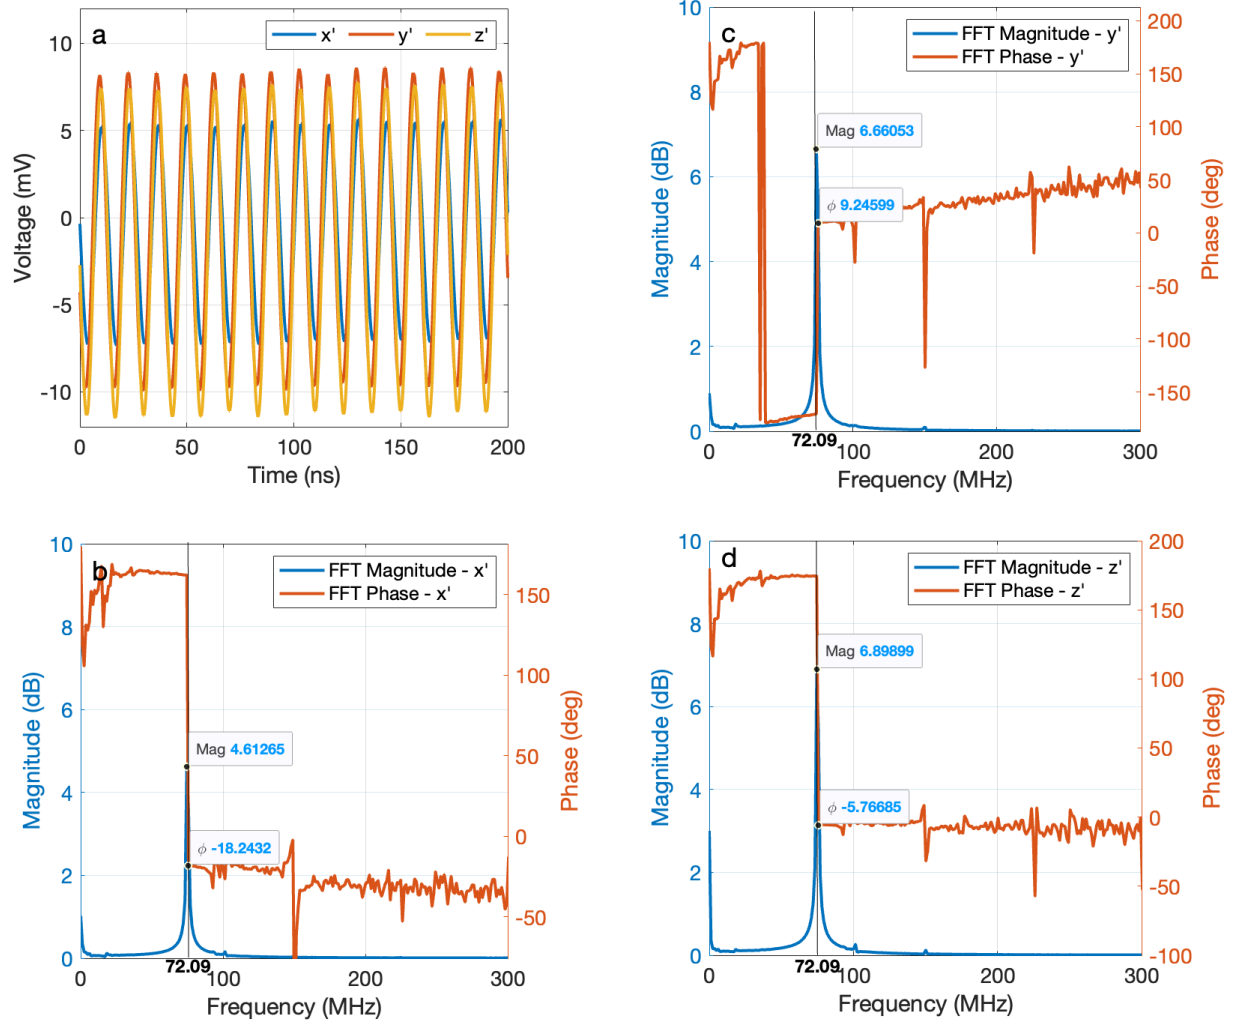 a
x' y' z'
10
5
0
-5
-10
Voltage (mV)
0 50 100 150 200
Time (ns)
c
FFT Magnitude - y'
FFT Phase - y'
Mag 6.66053
ϕ 9.24599
10
8
6
4
2
0
Magnitude (dB)
200
150
100
50
0
-50
-100
-150
Phase (deg)
0 72.09 100 200 300
Frequency (MHz)
b
FFT Magnitude - x'
FFT Phase - x'
Mag 4.61265
ϕ -18.2432
10
8
6
4
2
0
Magnitude (dB)
150
100
50
0
-50
Phase (deg)
0 72.09 100 200 300
Frequency (MHz)
d
FFT Magnitude - z'
FFT Phase - z'
Mag 6.89899
ϕ -5.76685
10
8
6
4
2
0
Magnitude (dB)
200
150
100
50
0
-50
-100
Phase (deg)
0 72.09 100 200 300
Frequency (MHz)